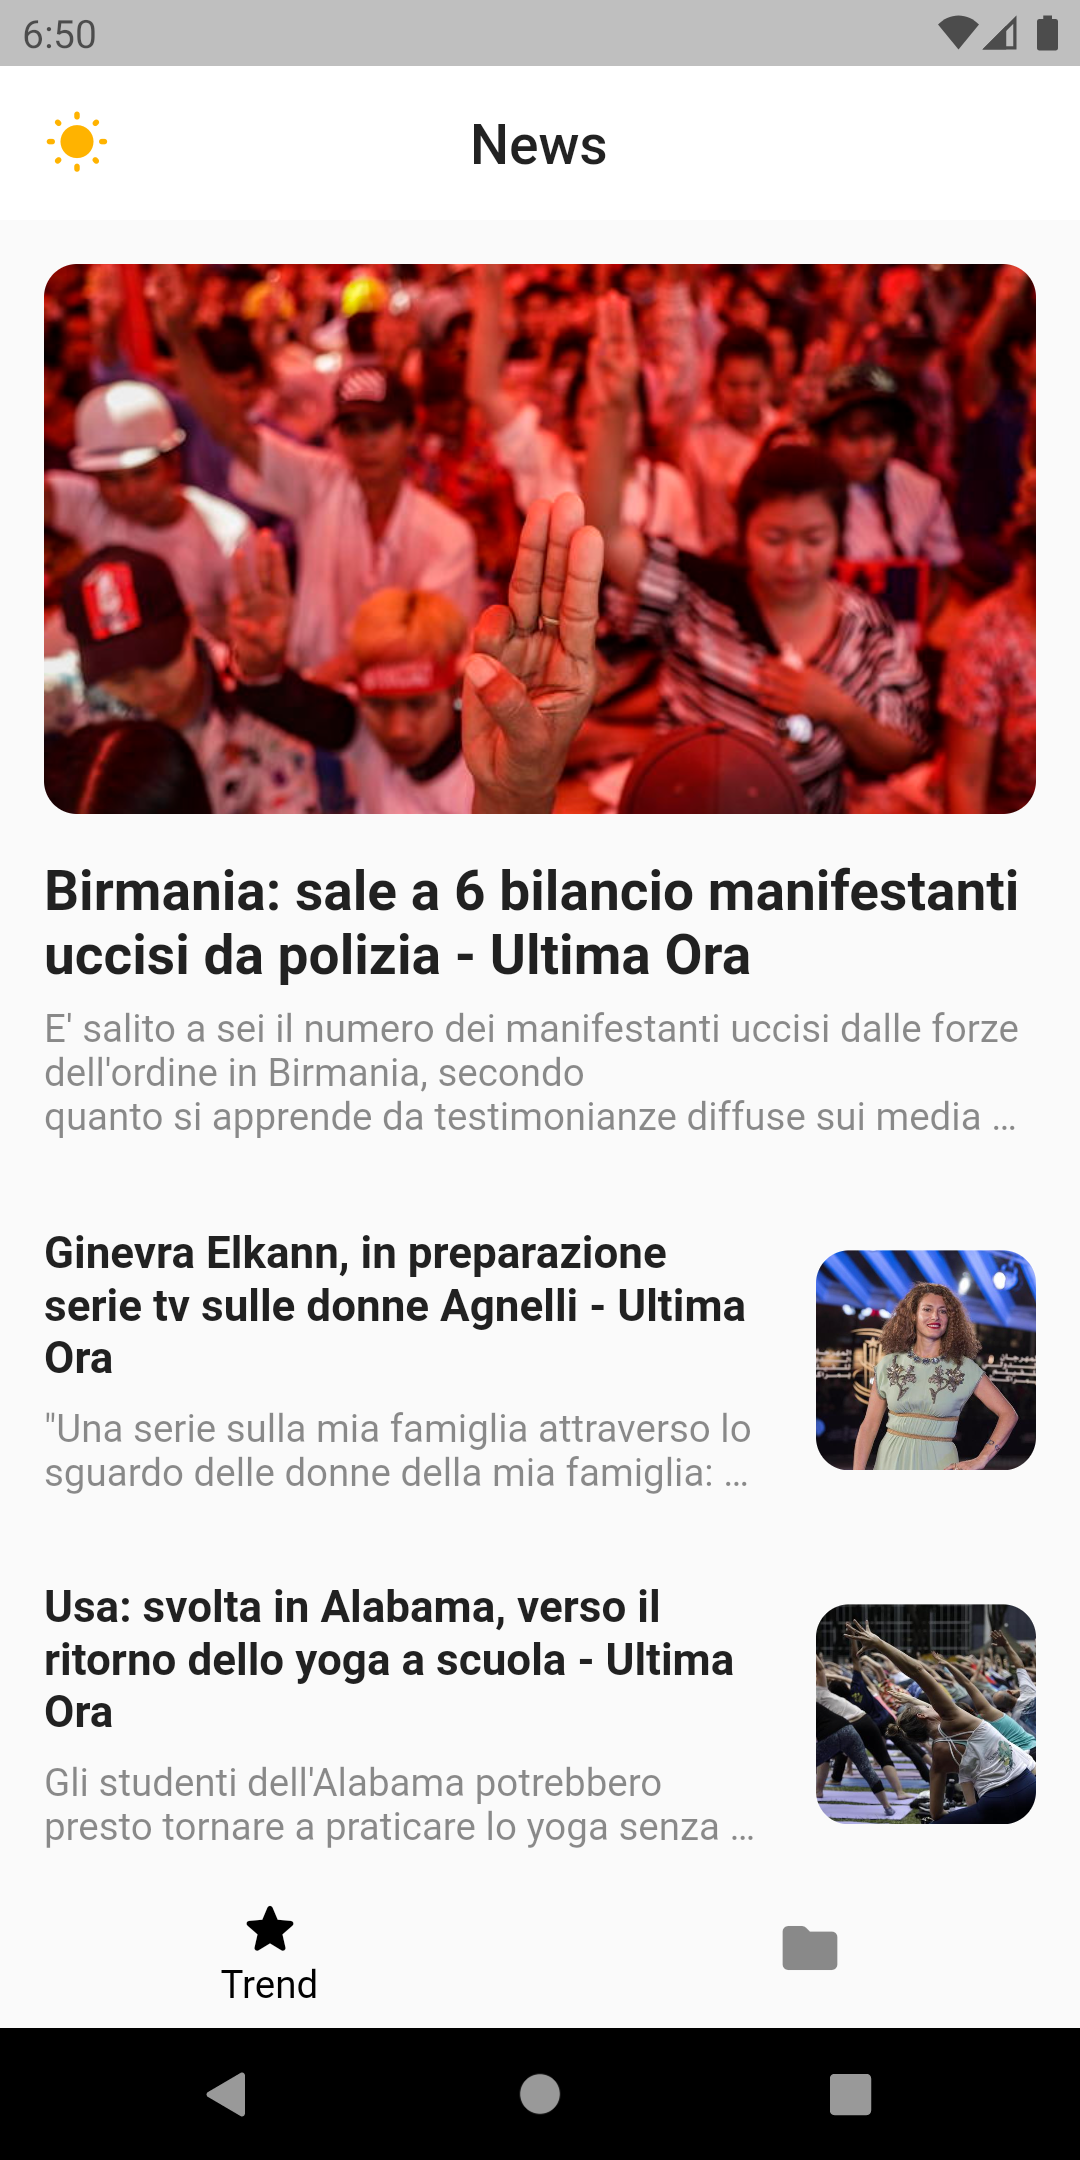 6:50
News
Birmania: sale a 6 bilancio manifestanti
uccisi da polizia - Ultima Ora
E' salito a sei il numero dei manifestanti uccisi dalle forze
dell'ordine in Birmania, secondo
quanto si apprende da testimonianze diffuse sui media …
Ginevra Elkann, in preparazione
serie tv sulle donne Agnelli - Ultima
Ora
"Una serie sulla mia famiglia attraverso lo
sguardo delle donne della mia famiglia: …
Usa: svolta in Alabama, verso il
ritorno dello yoga a scuola - Ultima
Ora
Gli studenti dell'Alabama potrebbero
presto tornare a praticare lo yoga senza …
Trend